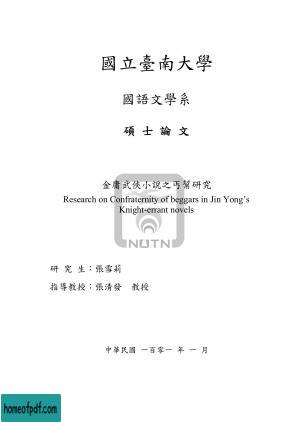 國立臺南大學
國語文學系
碩士論文
金庸武俠小說之丐幫研究
Research on Confraternity of beggars in Jin Yong's
Knight-errant novels
NUTN
研 究 生：張雪莉
指導教授：張清發 教授
中華民國 一百零一 年 一 月
homeofpdf.com